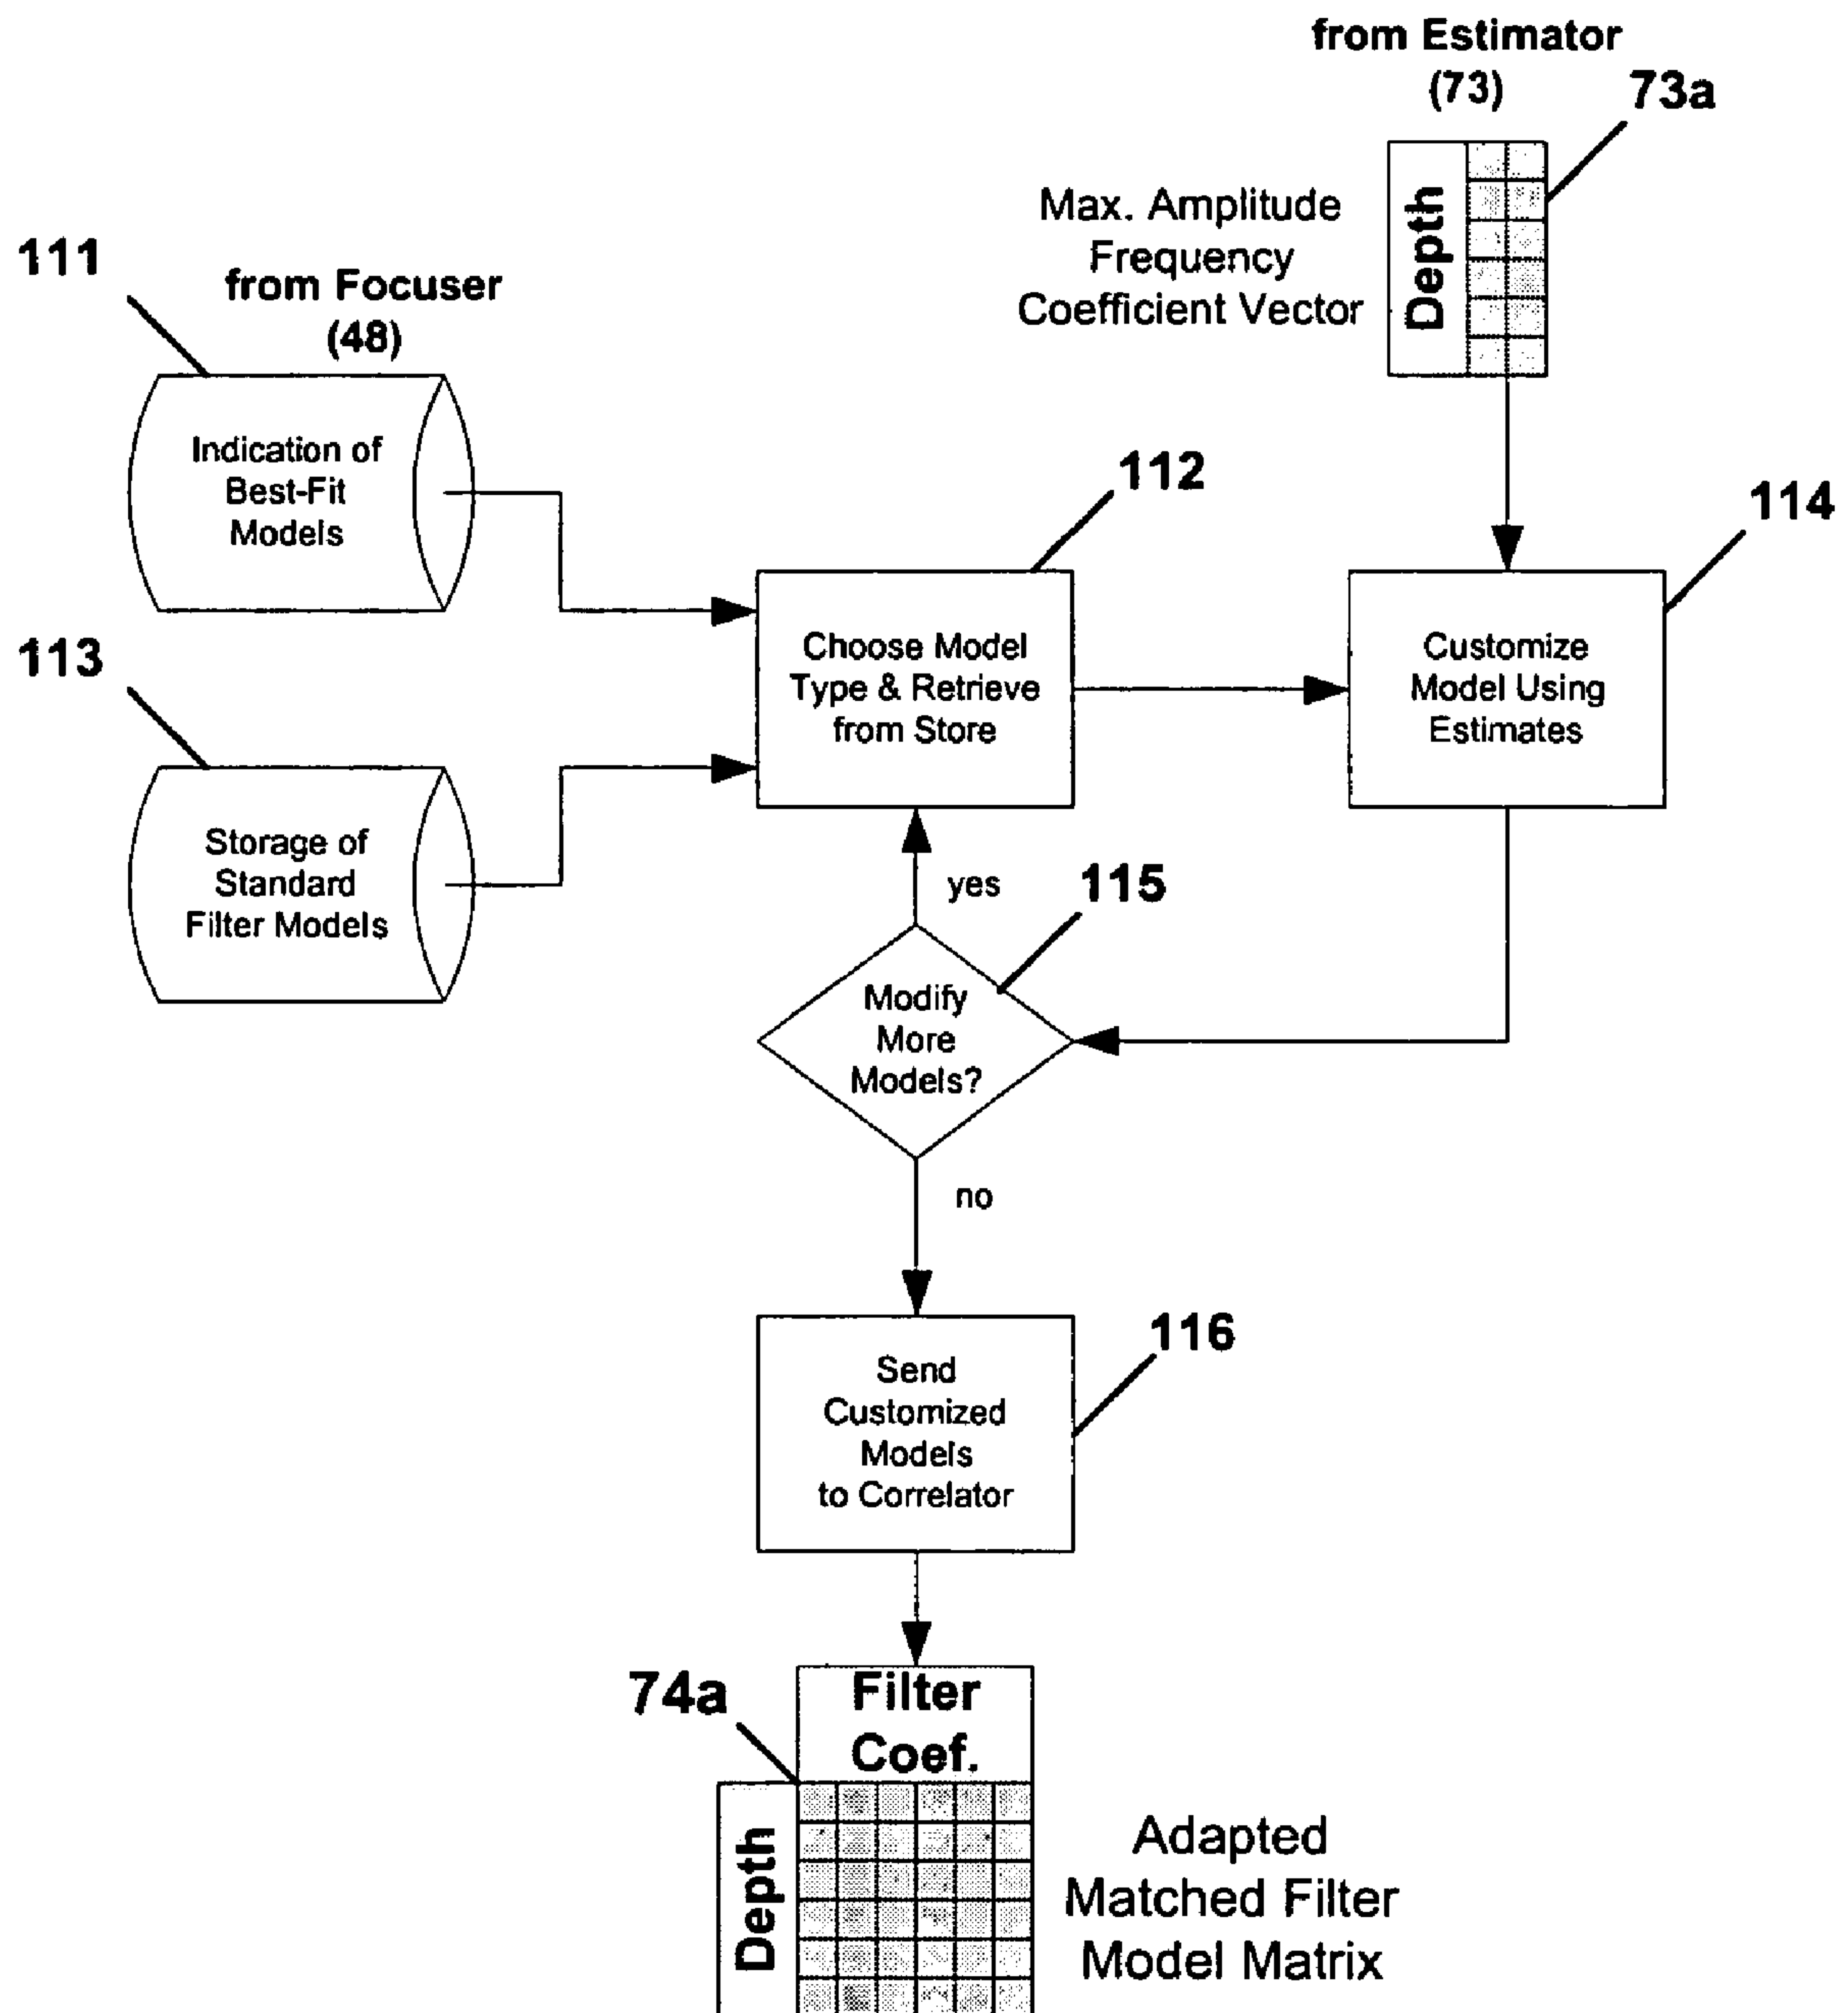 from Estimator
(73)
73a
Max. Amplitude
Frequency
Coefficient Vector
Depth
111
from Focuser
(48)
Indication of
Best-Fit
Models
112
114
Choose Model
Type & Retrieve
from Store
Customize
Model Using
Estimates
113
Storage of
Standard
Filter Models
yes
115
Modify
More
Models?
no
116
Send
Customized
Models
to Correlator
74a
Filter
Coef.
Depth
Adapted
Matched Filter
Model Matrix